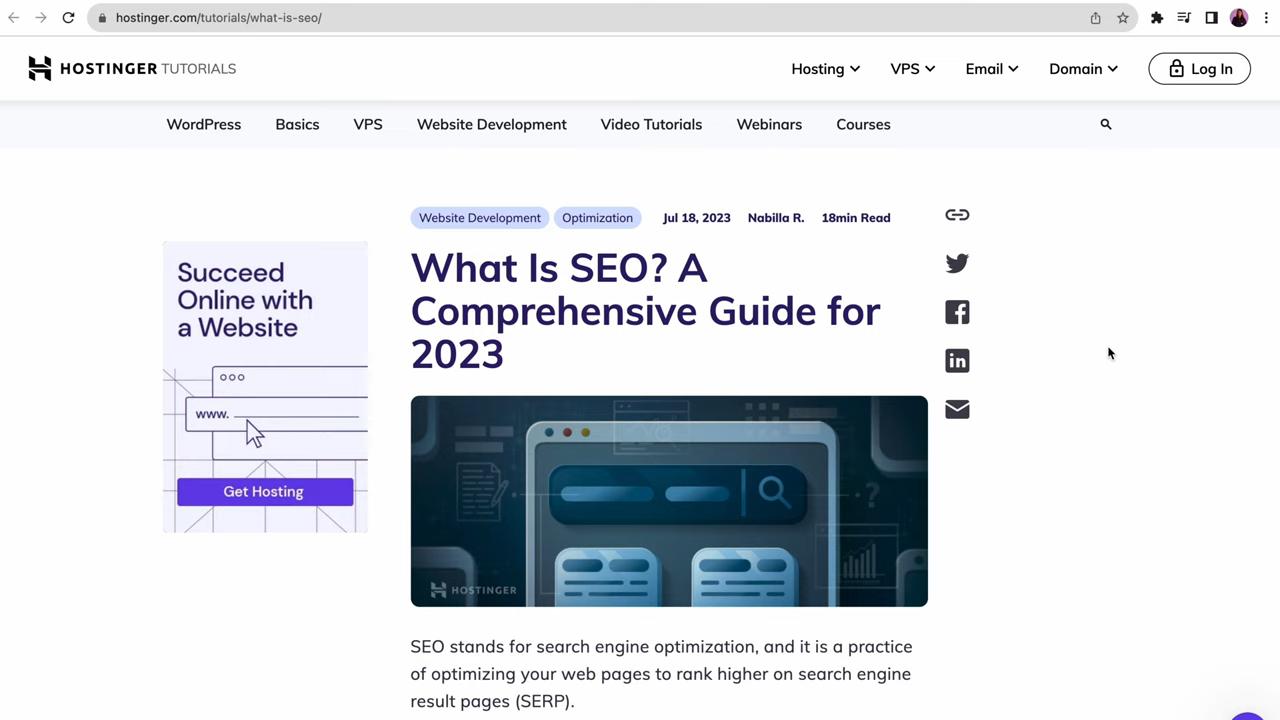 hostinger.com/tutorials/what-is-seo/
HOSTINGER TUTORIALS
Hosting
VPS
Email
Domain
Log In
WordPress
Basics
VPS
Website Development
Video Tutorials
Webinars
Courses
Website Development
Optimization
Jul 18, 2023
Nabilla R.
18min Read
What Is SEO? A
Comprehensive Guide for
2023
Succeed
Online with
a Website
www.
Get Hosting
HOSTINGER
SEO stands for search engine optimization, and it is a practice
of optimizing your web pages to rank higher on search engine
result pages (SERP).